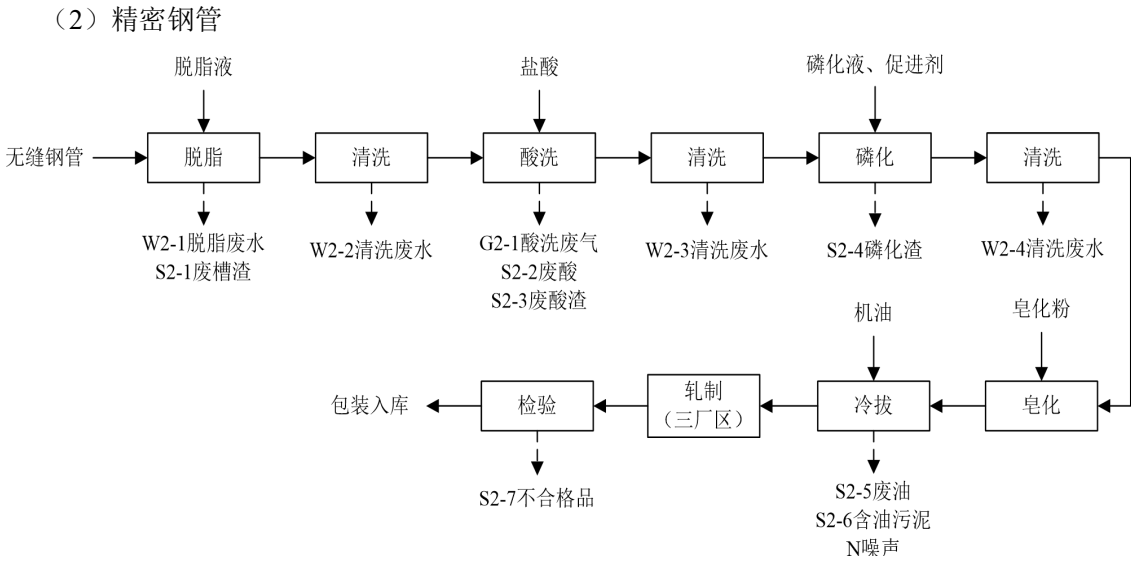 （2）精密钢管
脱脂液
盐酸
磷化液、促进剂
无缝钢管
脱脂
清洗
酸洗
清洗
磷化
清洗
W2-1脱脂废水
S2-1废槽渣
W2-2清洗废水
G2-1酸洗废气
S2-2废酸
S2-3废酸渣
W2-3清洗废水
S2-4磷化渣
W2-4清洗废水
机油
皂化粉
包装入库
检验
轧制
（三厂区）
冷拔
皂化
S2-7不合格品
S2-5废油
S2-6含油污泥
N噪声